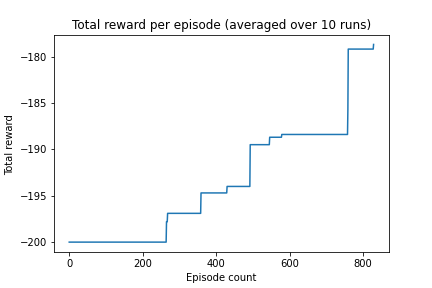 Total reward per episode (averaged over 10 runs)
−180
−185
−190
−195
−200
Total reward
0 200 400 600 800
Episode count